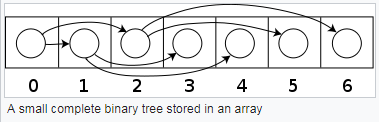 0 1 2 3 4 5 6
A small complete binary tree stored in an array